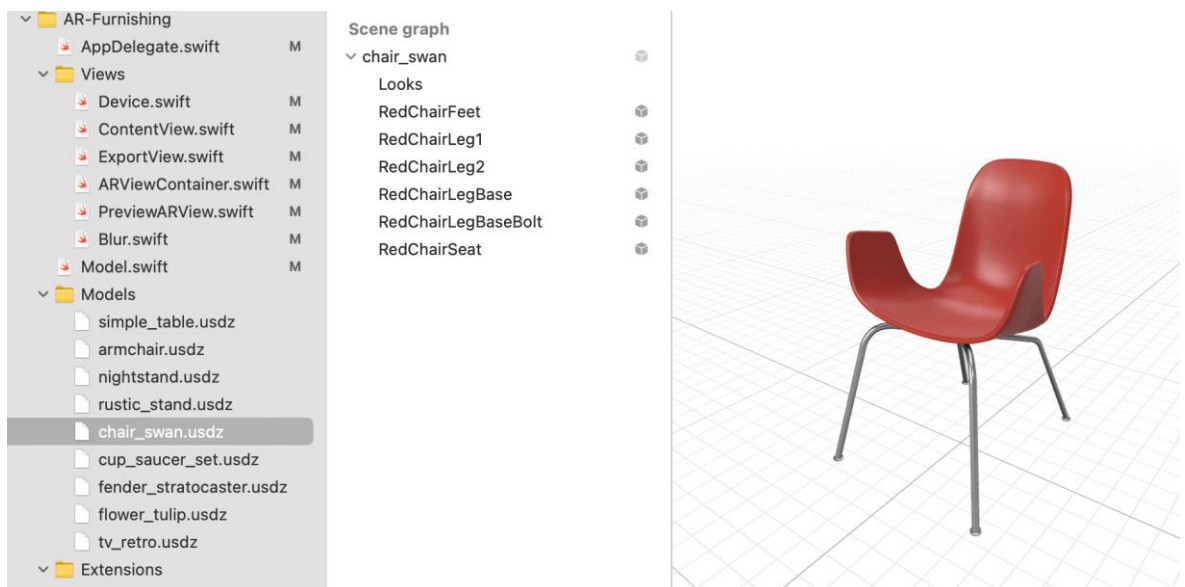 AR-Furnishing
AppDelegate.swift M
Views
Device.swift M
ContentView.swift M
ExportView.swift M
ARViewContainer.swift M
PreviewARView.swift M
Blur.swift M
Model.swift M
Models
simple_table.usdz
armchair.usdz
nightstand.usdz
rustic_stand.usdz
chair_swan.usdz
cup_saucer_set.usdz
fender_stratocaster.usdz
flower_tulip.usdz
tv_retro.usdz
Extensions
Scene graph
chair_swan
Looks
RedChairFeet
RedChairLeg1
RedChairLeg2
RedChairLegBase
RedChairLegBaseBolt
RedChairSeat